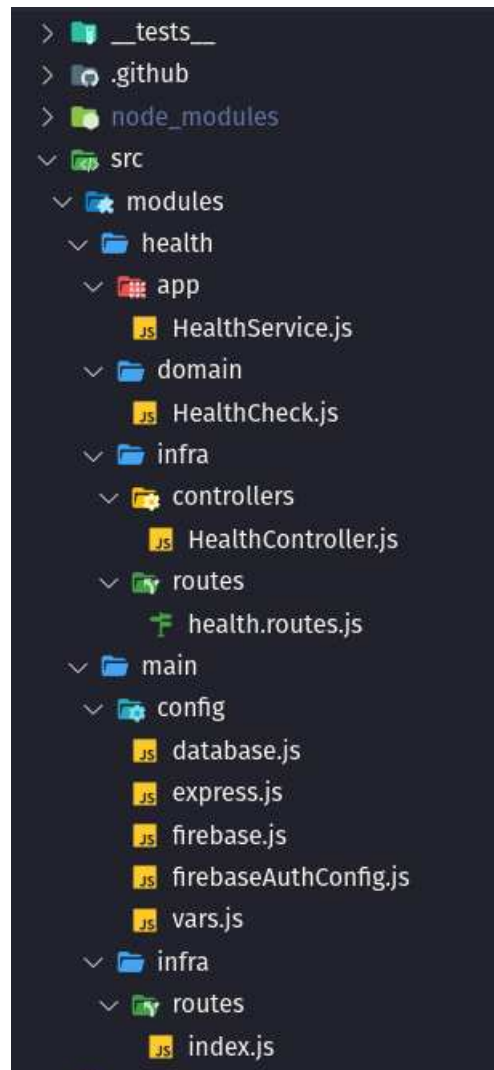 __tests__
.github
node_modules
src
modules
health
app
HealthService.js
domain
HealthCheck.js
infra
controllers
HealthController.js
routes
health.routes.js
main
config
database.js
express.js
firebase.js
firebaseAuthConfig.js
vars.js
infra
routes
index.js